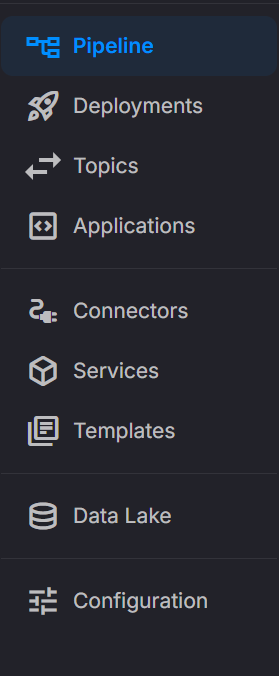 Pipeline
Deployments
Topics
Applications
Connectors
Services
Templates
Data Lake
Configuration